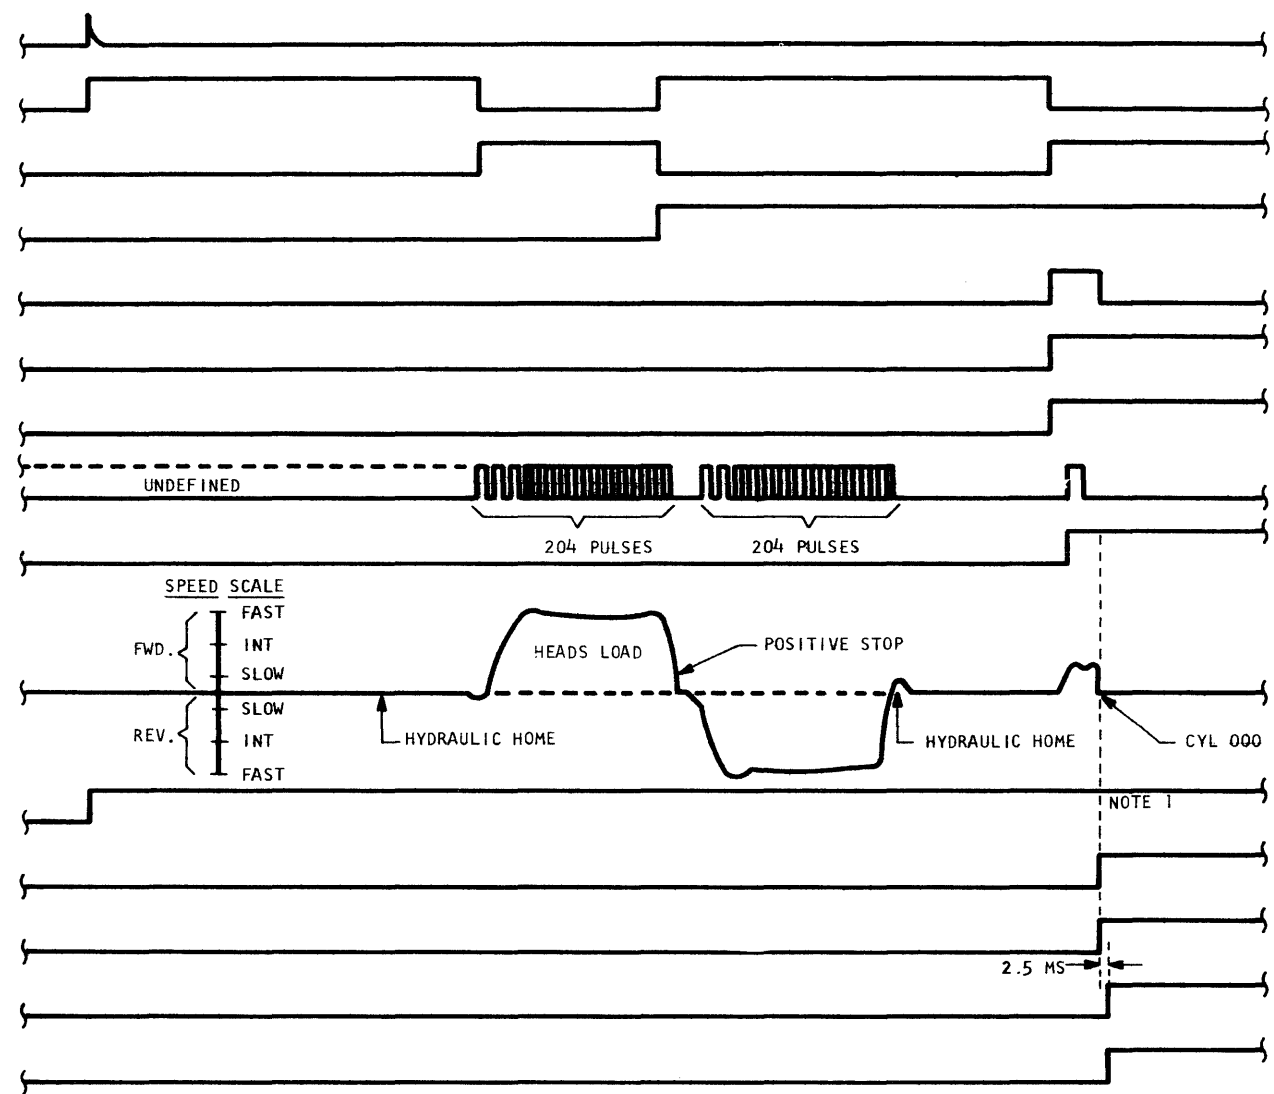 UNDEFINED
204 PULSES
204 PULSES
SPEED SCALE
FAST
FWD.
INT
SLOW
SLOW
REV.
INT
FAST
HEADS LOAD
POSITIVE STOP
HYDRAULIC HOME
HYDRAULIC HOME
CYL 000
NOTE 1
2.5 MS